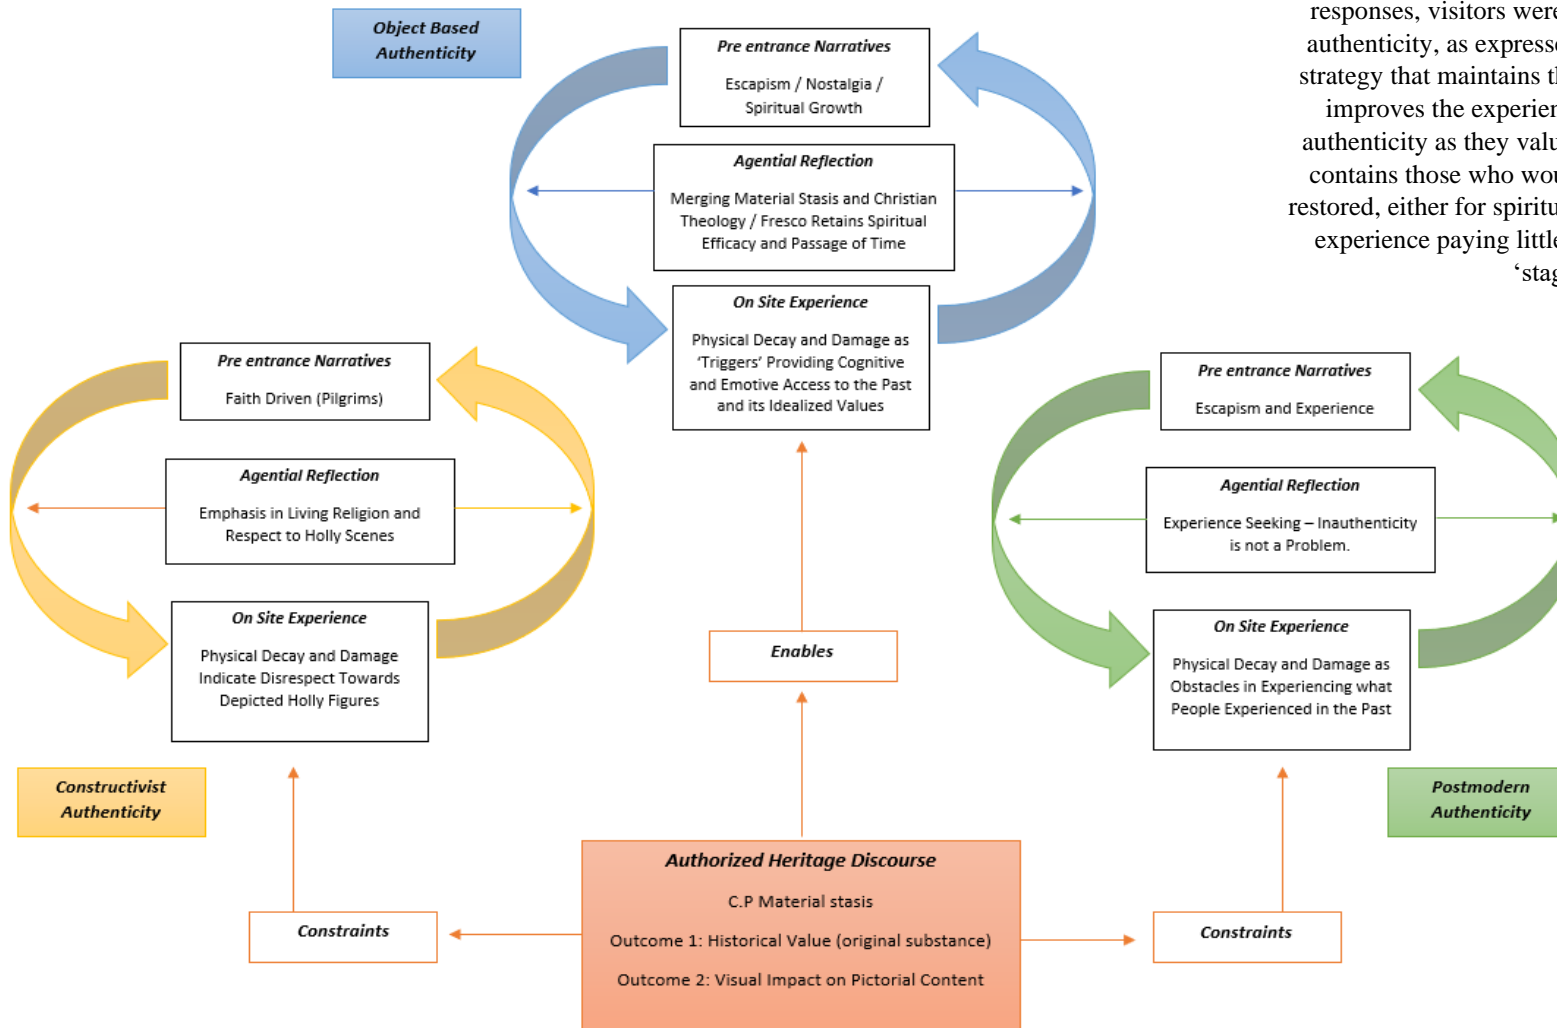 Object Based
Authenticity
Pre entrance Narratives
Escapism / Nostalgia /
Spiritual Growth
Agential Reflection
Merging Material Stasis and Christian
Theology / Fresco Retains Spiritual
Efficacy and Passage of Time
On Site Experience
Physical Decay and Damage as
‘Triggers’ Providing Cognitive
and Emotive Access to the Past
and its Idealized Values
responses, visitors were
authenticity, as expresse
strategy that maintains th
improves the experien
authenticity as they valu
contains those who wou
restored, either for spiritu
experience paying little
‘stag
Pre entrance Narratives
Faith Driven (Pilgrims)
Agential Reflection
Emphasis in Living Religion and
Respect to Holly Scenes
On Site Experience
Physical Decay and Damage
Indicate Disrespect Towards
Depicted Holly Figures
Constructivist
Authenticity
Pre entrance Narratives
Escapism and Experience
Agential Reflection
Experience Seeking – Inauthenticity
is not a Problem.
On Site Experience
Physical Decay and Damage as
Obstacles in Experiencing what
People Experienced in the Past
Postmodern
Authenticity
Enables
Constraints
Authorized Heritage Discourse
C.P Material stasis
Outcome 1: Historical Value (original substance)
Outcome 2: Visual Impact on Pictorial Content
Constraints